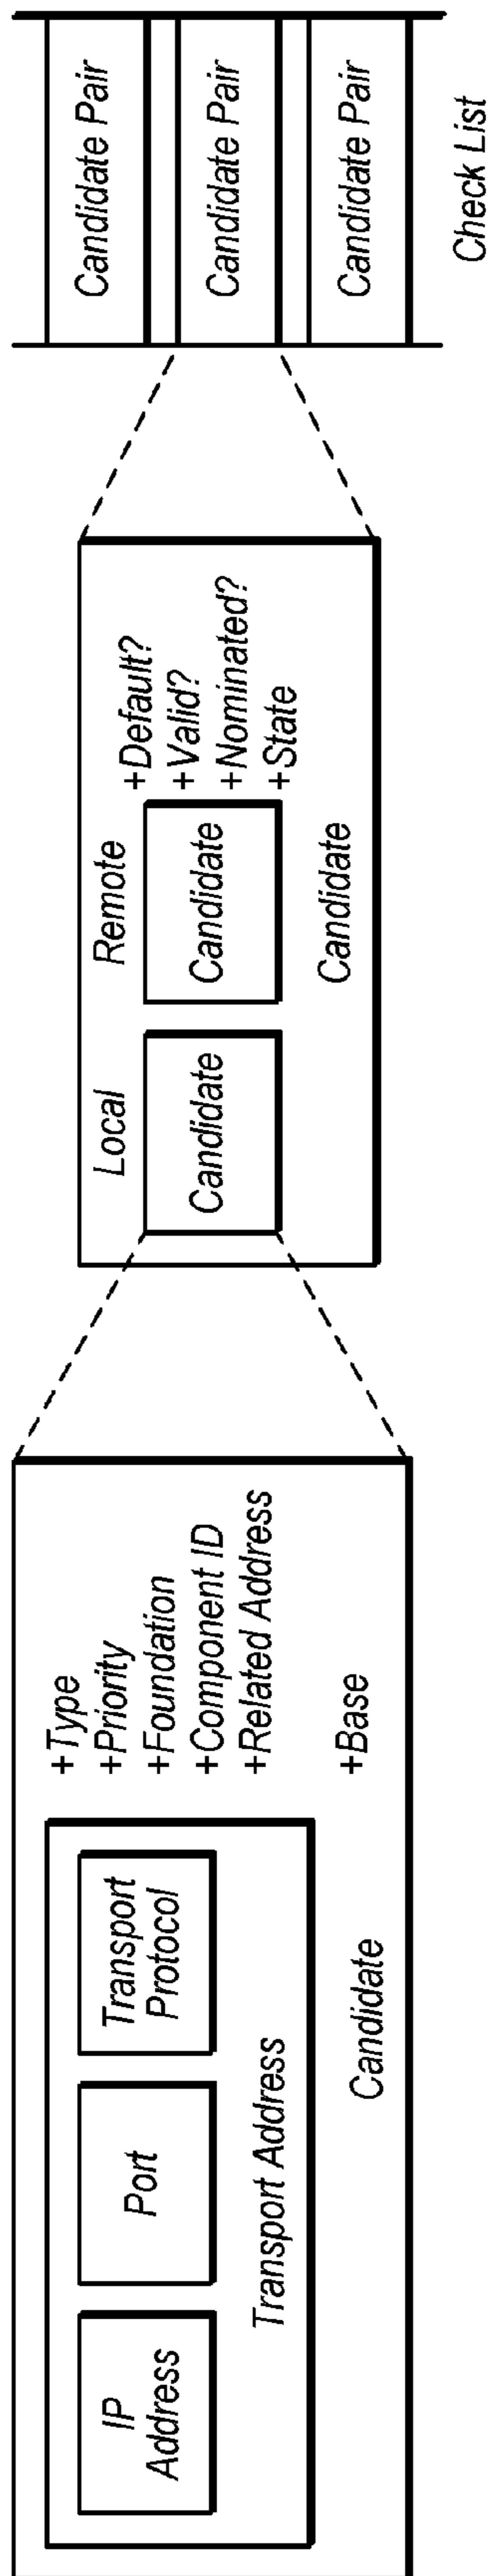 IP
Address
Port
Transport
Protocol
Transport Address
+Type
+Priority
+Foundation
+Component ID
+Related Address
+Base
Candidate
Local
Remote
Candidate
Candidate
+Default?
+Valid?
+Nominated?
+State
Candidate
Candidate Pair
Candidate Pair
Candidate Pair
Check List